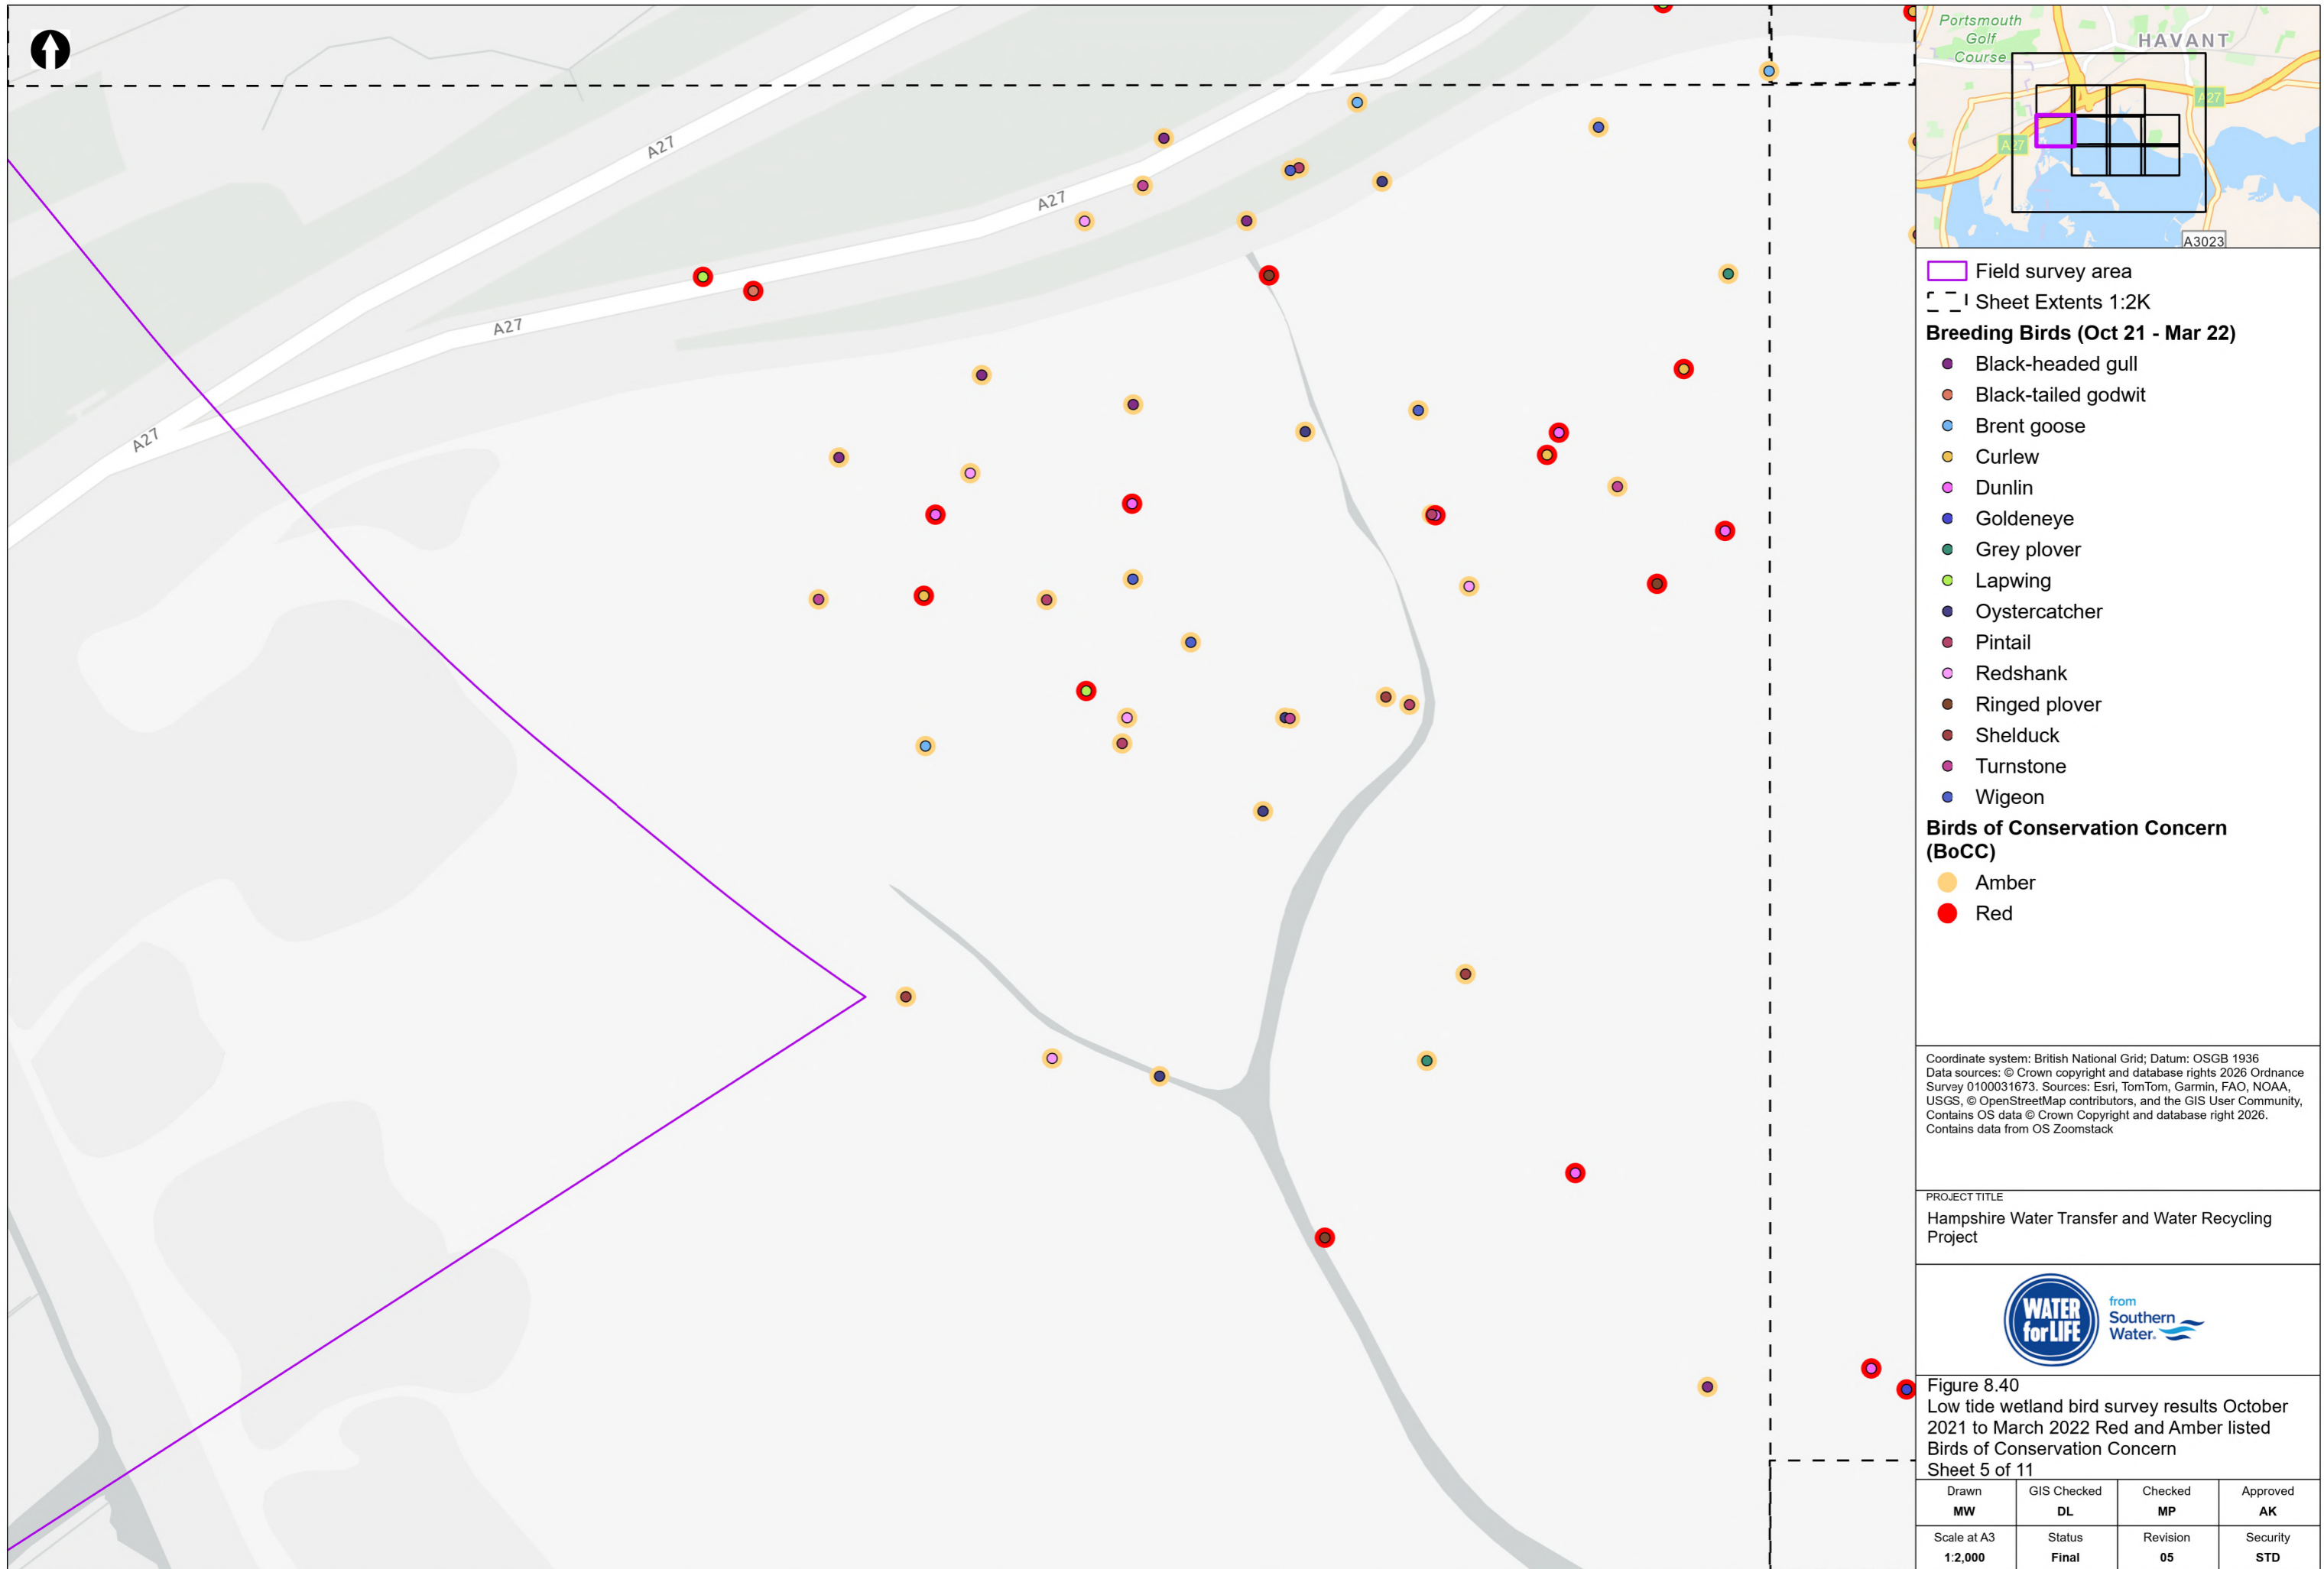 A27
A27
A27
A27
Portsmouth
Golf
Course
HAVANT
A27
A27
A3023
Field survey area
Sheet Extents 1:2K
Breeding Birds (Oct 21 - Mar 22)
Black-headed gull
Black-tailed godwit
Brent goose
Curlew
Dunlin
Goldeneye
Grey plover
Lapwing
Oystercatcher
Pintail
Redshank
Ringed plover
Shelduck
Turnstone
Wigeon
Birds of Conservation Concern
(BoCC)
Amber
Red
Coordinate system: British National Grid; Datum: OSGB 1936
Data sources: © Crown copyright and database rights 2026 Ordnance
Survey 0100031673. Sources: Esri, TomTom, Garmin, FAO, NOAA,
USGS, © OpenStreetMap contributors, and the GIS User Community,
Contains OS data © Crown Copyright and database right 2026.
Contains data from OS Zoomstack
PROJECT TITLE
Hampshire Water Transfer and Water Recycling
Project
WATER
for LIFE
from
Southern
Water.
Figure 8.40
Low tide wetland bird survey results October
2021 to March 2022 Red and Amber listed
Birds of Conservation Concern
Sheet 5 of 11
Drawn GIS Checked Checked Approved
MW DL MP AK
Scale at A3 Status Revision Security
1:2,000 Final 05 STD